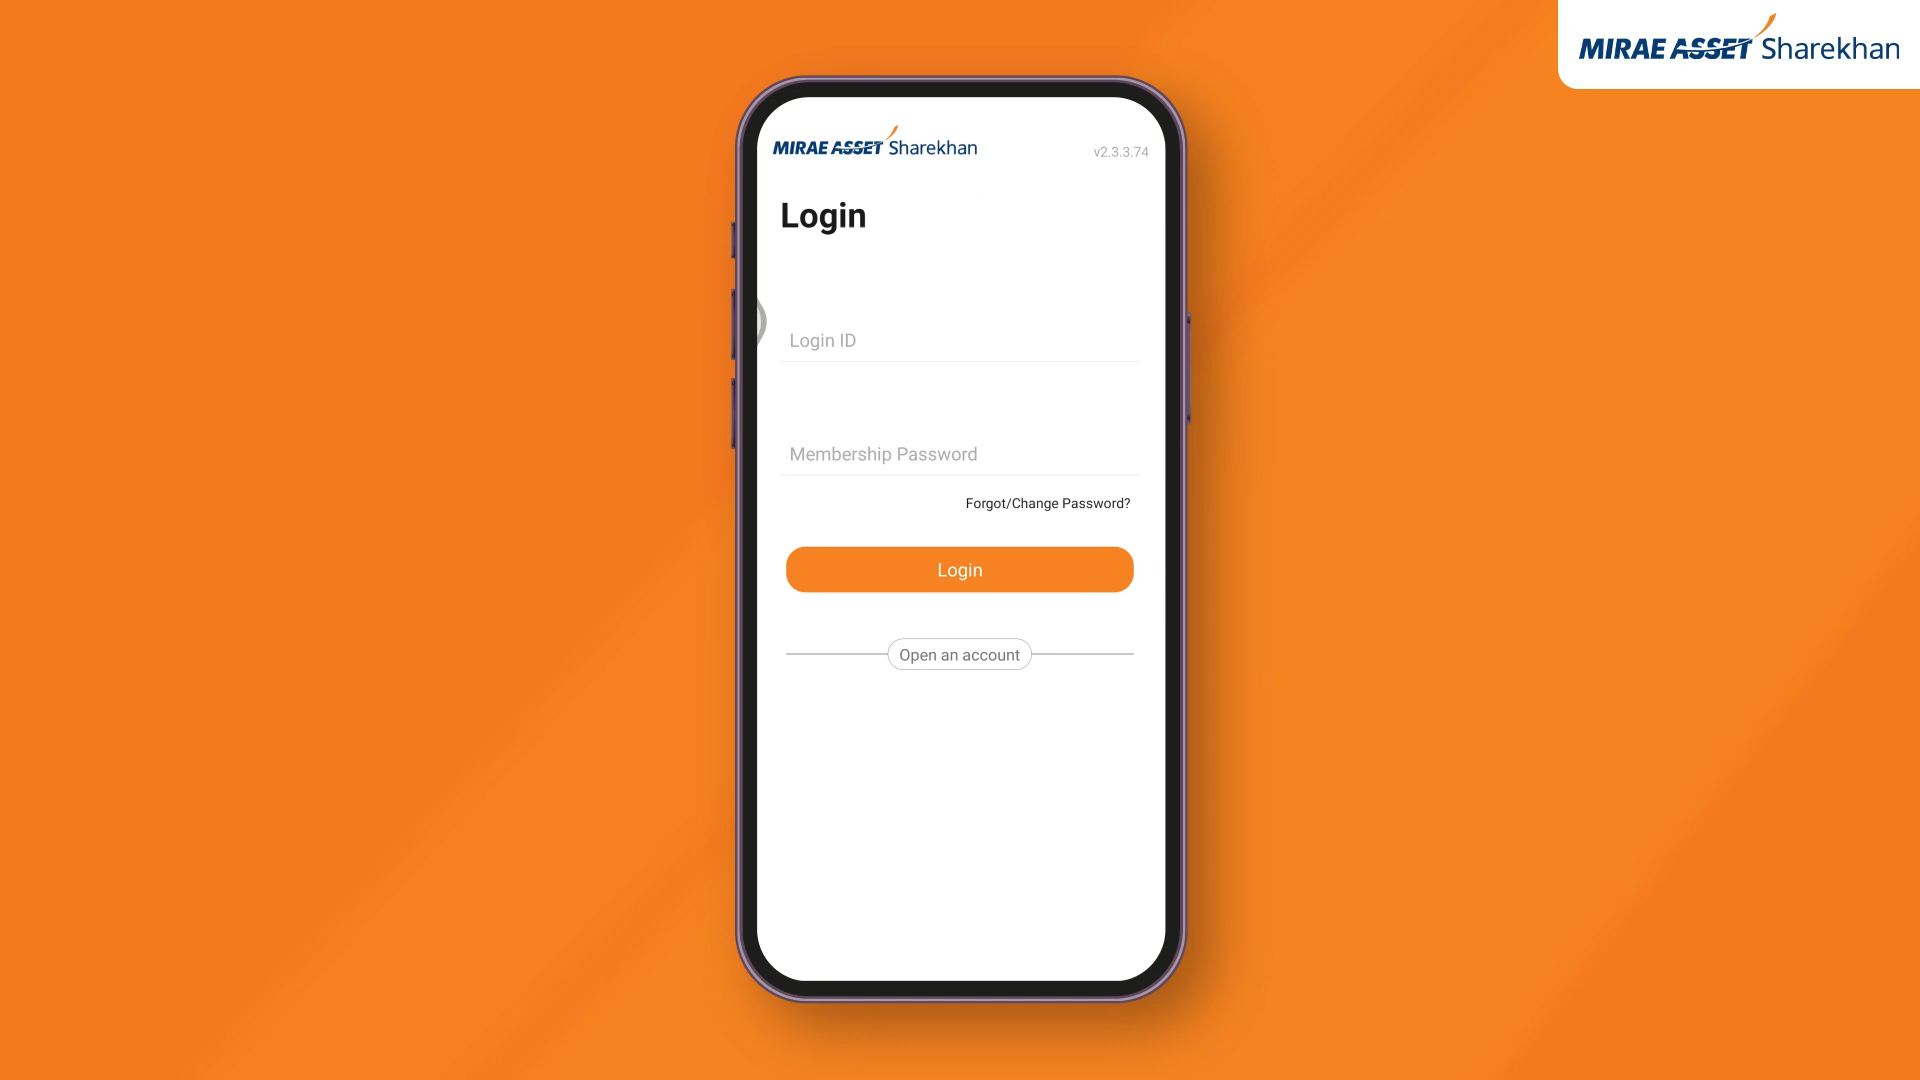 MIRAE ASSET Sharekhan
MIRAE ASSET Sharekhan
v2.3.3.74
Login
Login ID
Membership Password
Forgot/Change Password?
Login
Open an account